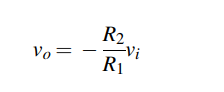 v_o = − \frac{R_2}{R_1} v_i